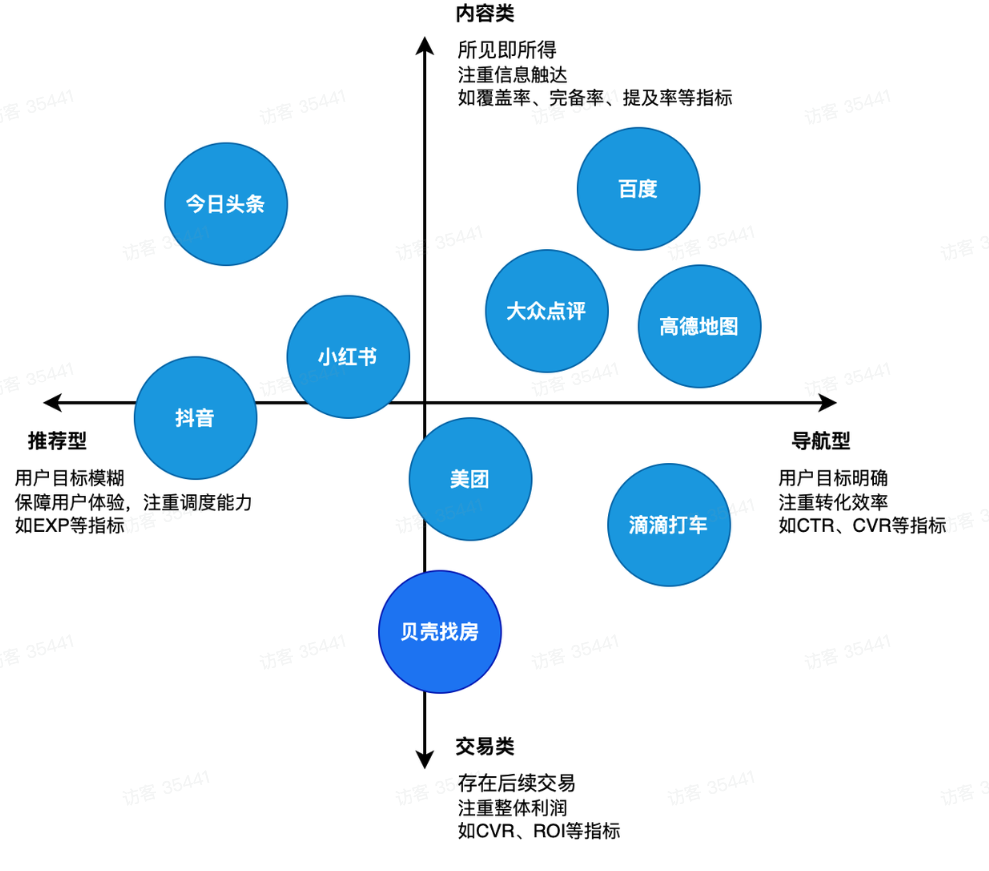 内容类
所见即所得
注重信息触达
如覆盖率、完备率、提及率等指标
百度
今日头条
大众点评
高德地图
小红书
抖音
推荐型
用户目标模糊
保障用户体验，注重调度能力
如EXP等指标
导航型
用户目标明确
注重转化效率
如CTR、CVR等指标
美团
滴滴打车
贝壳找房
交易类
存在后续交易
注重整体利润
如CVR、ROI等指标
访客 35441